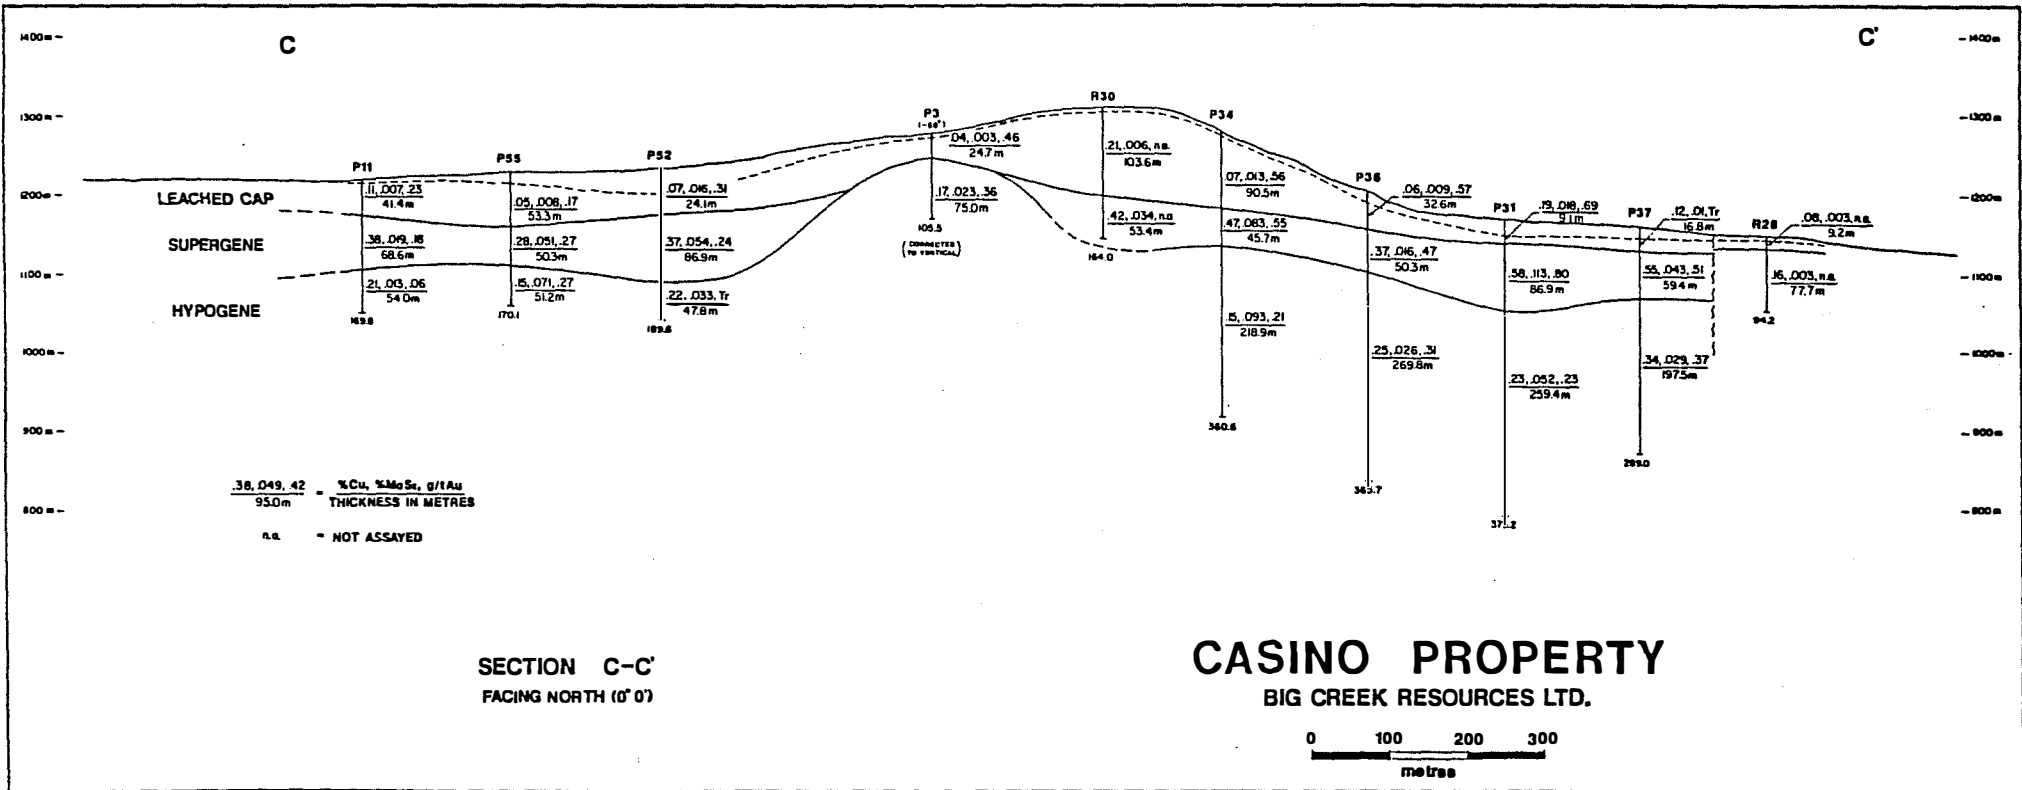 C
C'
1400m
1300m
1200m
1100m
1000m
900m
800m
1400m
1300m
1200m
1100m
1000m
900m
800m
LEACHED CAP
SUPERGENE
HYPOGENE
P11
.11, .007, .23
41.4m
.38, .019, .18
68.6m
.21, .013, .06
54.0m
169.8
P55
.05, .008, .17
53.3m
.28, .051, .27
50.3m
.15, .071, .27
51.2m
170.1
P52
.07, .016, .31
24.1m
.37, .054, .24
86.9m
.22, .033, Tr
47.8m
189.6
P3
(-60°)
.04, .003, .46
24.7m
.17, .023, .36
75.0m
105.5
(CORRECTED
TO VERTICAL)
R30
.21, .006, n.a.
103.6m
.42, .034, n.a
53.4m
164.0
P34
.07, .013, .56
90.5m
.47, .083, .55
45.7m
.15, .093, .21
218.9m
360.6
P36
.06, .009, .57
32.6m
.37, .016, .47
50.3m
.25, .026, .31
269.8m
P31
.19, .018, .69
9.1m
.58, .113, .80
86.9m
.23, .052, .23
259.4m
P37
.12, .01, Tr
16.8m
.55, .043, .51
59.4m
.34, .029, .37
197.5m
289.0
R28
.08, .003, n.a.
9.2m
.16, .003, n.a.
77.7m
94.2
.38, .049, .42 = %Cu, %MoS₂, g/t Au
95.0m THICKNESS IN METRES
n.a. = NOT ASSAYED
SECTION C-C'
FACING NORTH (0° 0')
CASINO PROPERTY
BIG CREEK RESOURCES LTD.
0 100 200 300
metres